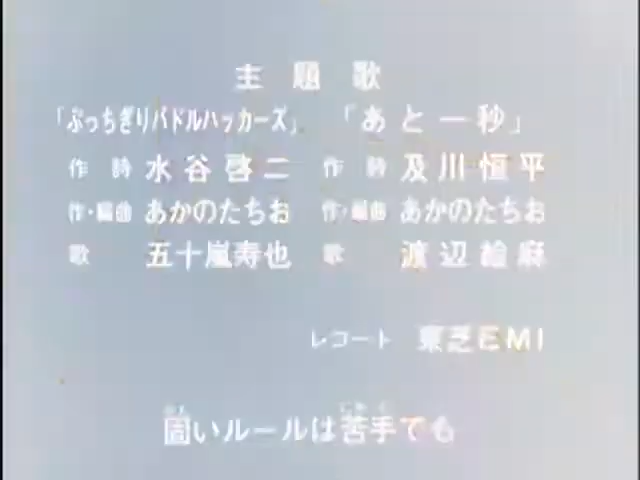 主題歌
「ぶっちぎりバトルハッカーズ」 「あと一秒」
作詩 水谷啓二 作詩 及川恒平
作・編曲 あかのたちお 作・編曲 あかのたちお
歌 五十嵐寿也 歌 渡辺絵麻
レコード 東芝EMI
固いルールは苦手でも